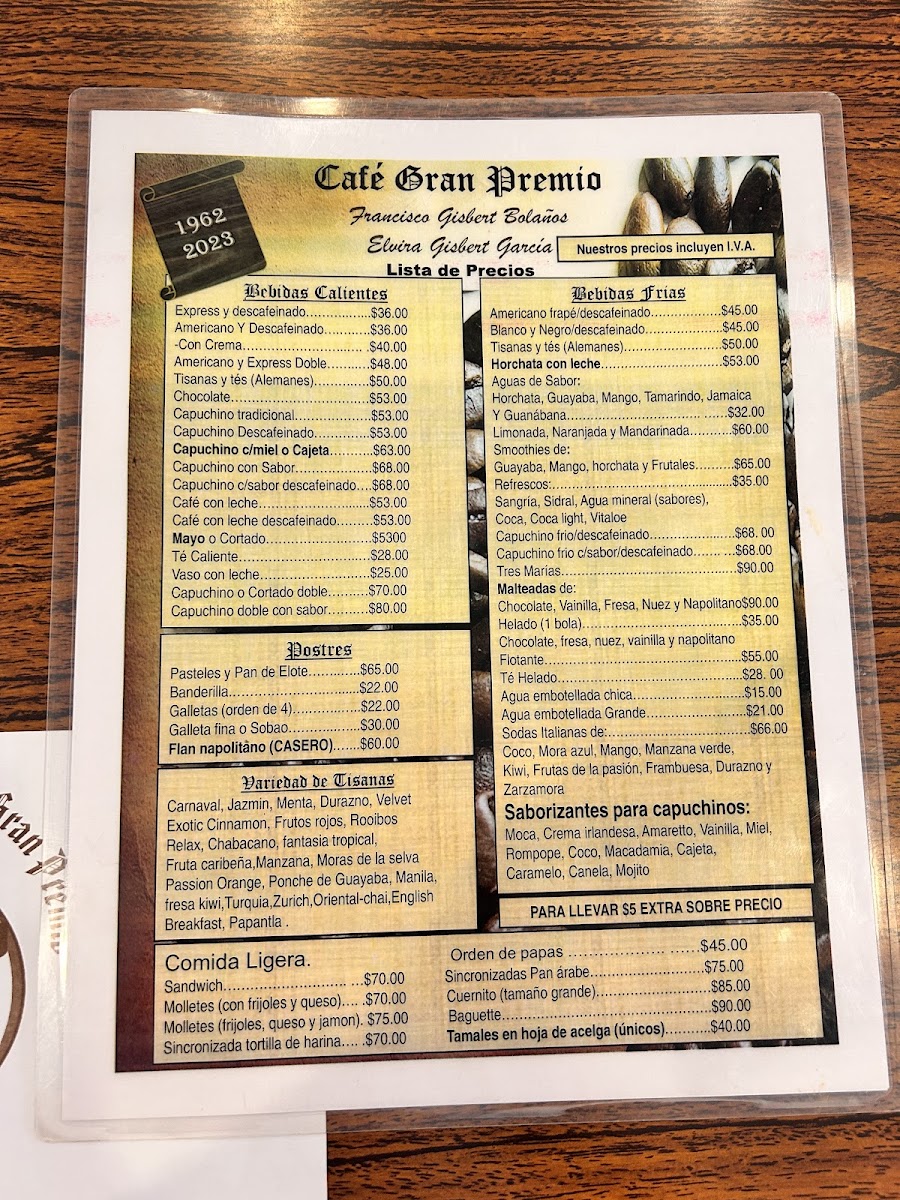 1962
2023
Café Gran Premio
Francisco Gisbert Bolaños
Elvira Gisbert García
Nuestros precios incluyen I.V.A.
Lista de Precios
Bebidas Calientes
Express y descafeinado...............$36.00
Americano Y Descafeinado...........$36.00
-Con Crema............................. $40.00
Americano y Express Doble..........$48.00
Tisanas y tés (Alemanes).............$50.00
Chocolate................................$53.00
Capuchino tradicional.................$53.00
Capuchino Descafeinado.............$53.00
Capuchino c/miel o Cajeta..........$63.00
Capuchino con Sabor.................$68.00
Capuchino c/sabor descafeinado....$68.00
Café con leche..........................$53.00
Café con leche descafeinado.........$53.00
Mayo o Cortado.........................$5300
Té Caliente...............................$28.00
Vaso con leche..........................$25.00
Capuchino o Cortado doble.........$70.00
Capuchino doble con sabor..........$80.00
Postres
Pasteles y Pan de Elote............$65.00
Banderilla..............................$22.00
Galletas (orden de 4)...............$22.00
Galleta fina o Sobao................$30.00
Flan napolitano (CASERO)......$60.00
Variedad de Tisanas
Carnaval, Jazmin, Menta, Durazno, Velvet
Exotic Cinnamon, Frutos rojos, Rooibos
Relax, Chabacano, fantasia tropical,
Fruta caribeña,Manzana, Moras de la selva
Passion Orange, Ponche de Guayaba, Manila,
fresa kiwi,Turquia,Zurich,Oriental-chai,English
Breakfast, Papantla .
Bebidas Frias
Americano frapé/descafeinado.......................$45.00
Blanco y Negro/descafeinado........................$45.00
Tisanas y tés (Alemanes).............................$50.00
Horchata con leche...................................$53.00
Aguas de Sabor:
Horchata, Guayaba, Mango, Tamarindo, Jamaica
Y Guanábana.......................................$32.00
Limonada, Naranjada y Mandarinada..........$60.00
Smoothies de:
Guayaba, Mango, horchata y Frutales.........$65.00
Refrescos:..........................................$35.00
Sangría, Sidral, Agua mineral (sabores),
Coca, Coca light, Vitaloe
Capuchino frio/descafeinado....................$68. 00
Capuchino frio c/sabor/descafeinado....... ...$68.00
Tres Marias.........................................$90.00
Malteadas de:
Chocolate, Vainilla, Fresa, Nuez y Napolitano$90.00
Helado (1 bola).....................................$35.00
Chocolate, fresa, nuez, vainilla y napolitano
Flotante..............................................$55.00
Té Helado...........................................$28. 00
Agua embotellada chica..........................$15.00
Agua embotellada Grande.......................$21.00
Sodas Italianas de:.................................$66.00
Coco, Mora azul, Mango, Manzana verde,
Kiwi, Frutas de la pasión, Frambuesa, Durazno y
Zarzamora
Saborizantes para capuchinos:
Moca, Crema irlandesa, Amaretto, Vainilla, Miel,
Rompope, Coco, Macadamia, Cajeta,
Caramelo, Canela, Mojito
PARA LLEVAR $5 EXTRA SOBRE PRECIO
Comida Ligera.
Sandwich............................ ...$70.00
Molletes (con frijoles y queso).... .$70.00
Molletes (frijoles, queso y jamon). $75.00
Sincronizada tortilla de harina.... .$70.00
Orden de papas ................... ......$45.00
Sincronizadas Pan árabe.......................$75.00
Cuernito (tamaño grande)......................$85.00
Baguette..........................................$90.00
Tamales en hoja de acelga (únicos)..........$40.00
Gran Premio